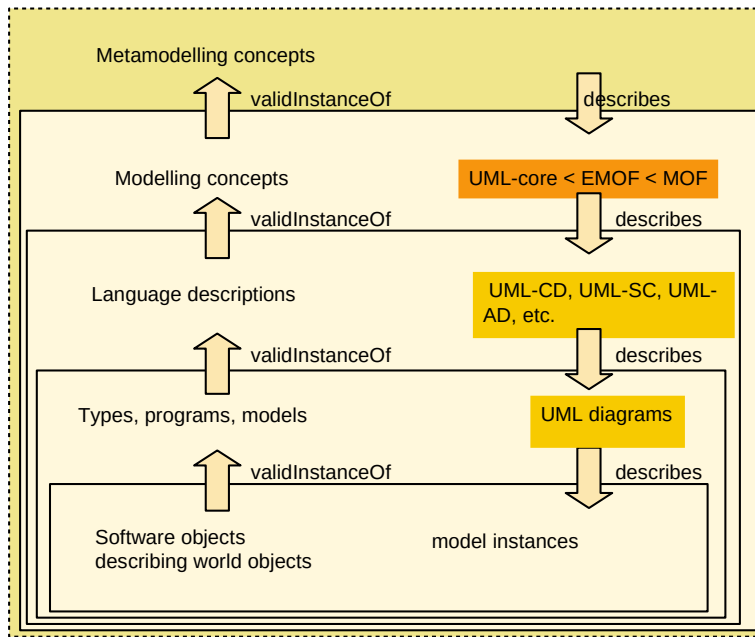 Metamodelling concepts
validInstanceOf
describes
Modelling concepts
UML-core < EMOF < MOF
validInstanceOf
describes
Language descriptions
UML-CD, UML-SC, UML-
AD, etc.
validInstanceOf
describes
Types, programs, models
UML diagrams
validInstanceOf
describes
Software objects
describing world objects
model instances